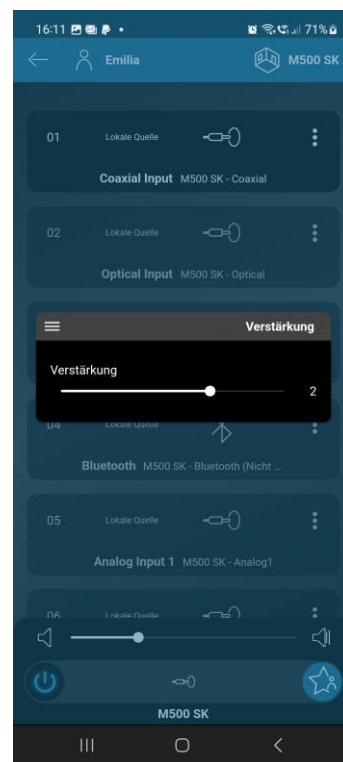 16:11 71%
Emilia M500 SK
01 Lokale Quelle
Coaxial Input M500 SK - Coaxial
02 Lokale Quelle
Optical Input M500 SK - Optical
Verstärkung
Verstärkung
2
04 Lokale Quelle
Bluetooth M500 SK - Bluetooth (Nicht ...
05 Lokale Quelle
Analog Input 1 M500 SK - Analog1
06 Lokale Quelle
M500 SK